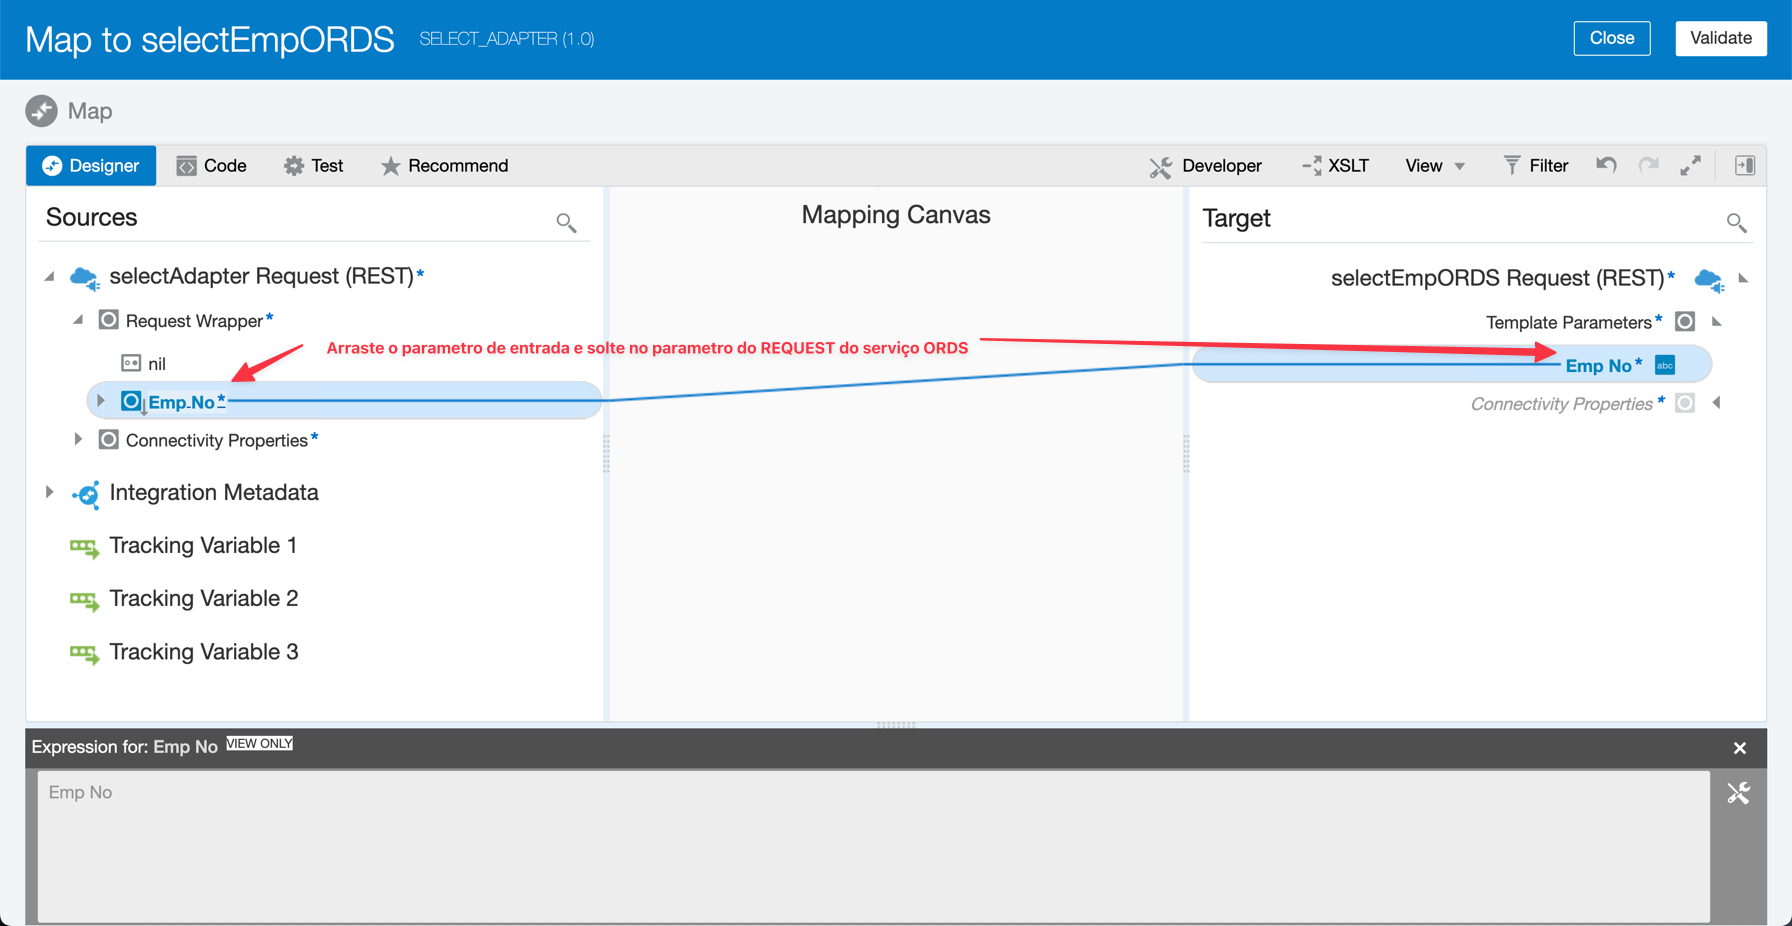 Map to selectEmpORDS SELECT_ADAPTER (1.0) Close Validate
Map
Designer Code Test Recommend Developer XSLT View Filter
Sources
Mapping Canvas
Target
selectAdapter Request (REST)*
selectEmpORDS Request (REST)*
Request Wrapper*
Template Parameters*
nil
Arraste o parametro de entrada e solte no parametro do REQUEST do serviço ORDS
Emp No*
abc
Emp No*
Connectivity Properties*
Connectivity Properties*
Integration Metadata
Tracking Variable 1
Tracking Variable 2
Tracking Variable 3
Expression for: Emp No VIEW ONLY
Emp No